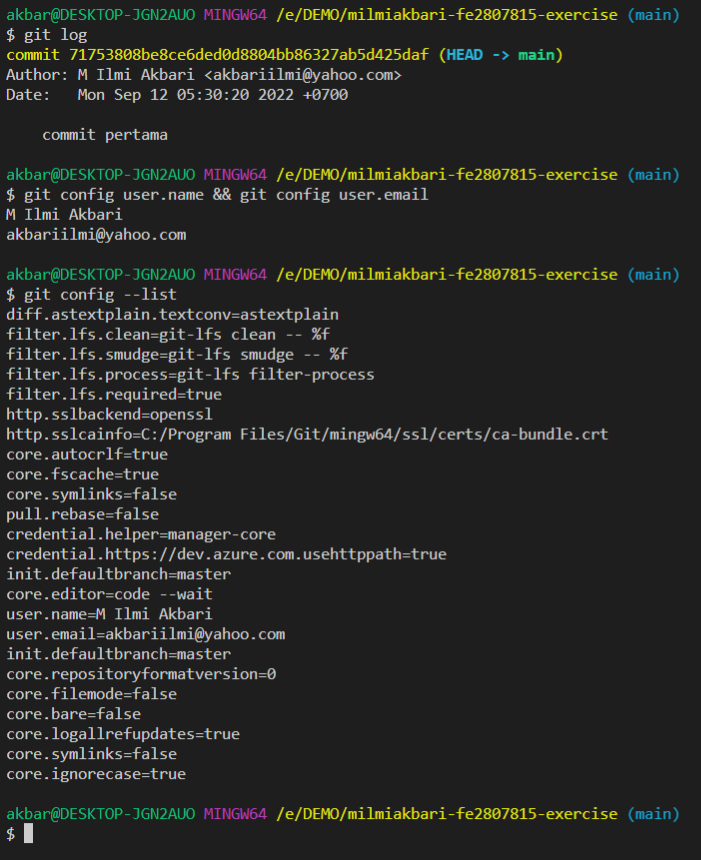 akbar@DESKTOP-JGN2AUO MINGW64 /e/DEMO/milmiakbari-fe2807815-exercise (main)
$ git log
commit 71753808be8ce6ded0d8804bb86327ab5d425daf (HEAD -> main)
Author: M Ilmi Akbari <akbariilmi@yahoo.com>
Date:   Mon Sep 12 05:30:20 2022 +0700
    commit pertama
akbar@DESKTOP-JGN2AUO MINGW64 /e/DEMO/milmiakbari-fe2807815-exercise (main)
$ git config user.name && git config user.email
M Ilmi Akbari
akbariilmi@yahoo.com
akbar@DESKTOP-JGN2AUO MINGW64 /e/DEMO/milmiakbari-fe2807815-exercise (main)
$ git config --list
diff.astextplain.textconv=astextplain
filter.lfs.clean=git-lfs clean -- %f
filter.lfs.smudge=git-lfs smudge -- %f
filter.lfs.process=git-lfs filter-process
filter.lfs.required=true
http.sslbackend=openssl
http.sslcainfo=C:/Program Files/Git/mingw64/ssl/certs/ca-bundle.crt
core.autocrlf=true
core.fscache=true
core.symlinks=false
pull.rebase=false
credential.helper=manager-core
credential.https://dev.azure.com.usehttppath=true
init.defaultbranch=master
core.editor=code --wait
user.name=M Ilmi Akbari
user.email=akbariilmi@yahoo.com
init.defaultbranch=master
core.repositoryformatversion=0
core.filemode=false
core.bare=false
core.logallrefupdates=true
core.symlinks=false
core.ignorecase=true
akbar@DESKTOP-JGN2AUO MINGW64 /e/DEMO/milmiakbari-fe2807815-exercise (main)
$